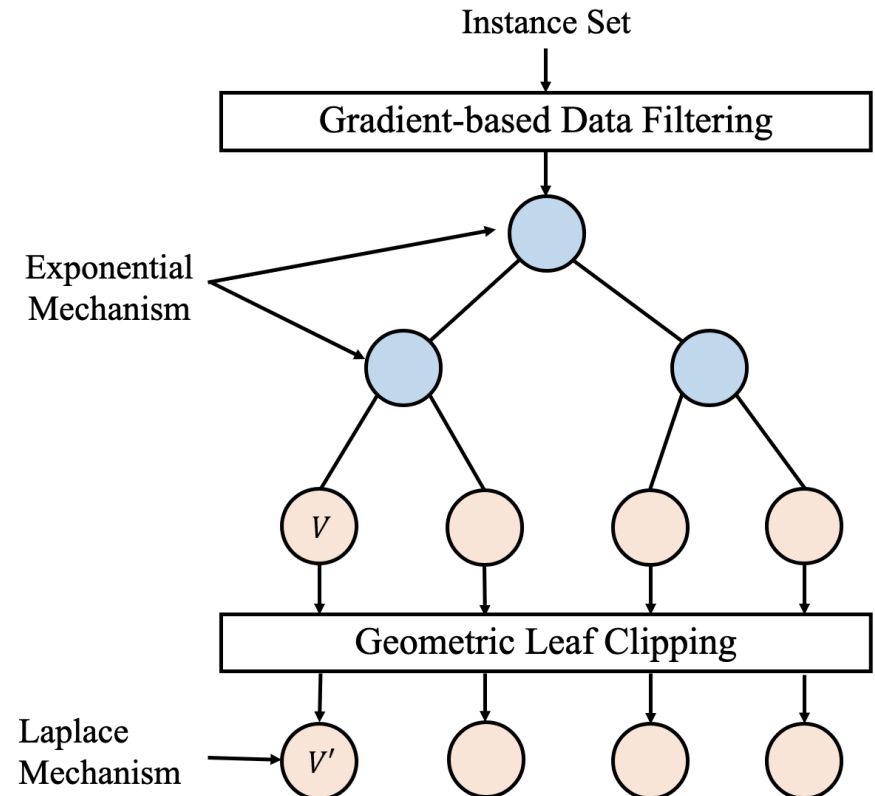 Instance Set
Gradient-based Data Filtering
Exponential
Mechanism
V
Geometric Leaf Clipping
Laplace
Mechanism
V'